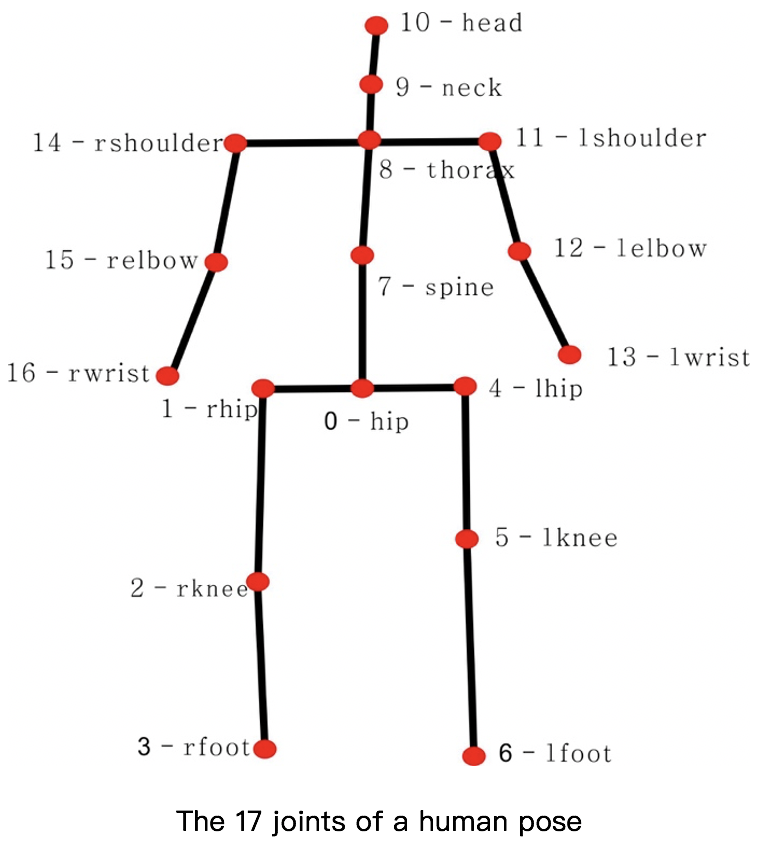 10 - head
9 - neck
14 - rshoulder
11 - lshoulder
8 - thorax
15 - relbow
12 - lelbow
7 - spine
16 - rwrist
13 - lwrist
1 - rhip
4 - lhip
0 - hip
5 - lknee
2 - rknee
3 - rfoot
6 - lfoot
The 17 joints of a human pose